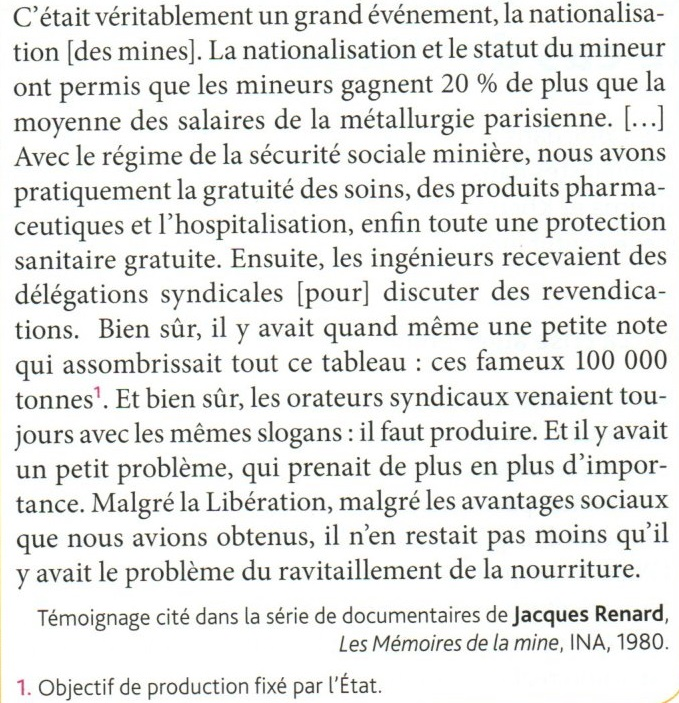 C'était véritablement un grand événement, la nationalisa-
tion [des mines]. La nationalisation et le statut du mineur
ont permis que les mineurs gagnent 20 % de plus que la
moyenne des salaires de la métallurgie parisienne. […]
Avec le régime de la sécurité sociale minière, nous avons
pratiquement la gratuité des soins, des produits pharma-
ceutiques et l'hospitalisation, enfin toute une protection
sanitaire gratuite. Ensuite, les ingénieurs recevaient des
délégations syndicales [pour] discuter des revendica-
tions. Bien sûr, il y avait quand même une petite note
qui assombrissait tout ce tableau : ces fameux 100 000
tonnes¹. Et bien sûr, les orateurs syndicaux venaient tou-
jours avec les mêmes slogans : il faut produire. Et il y avait
un petit problème, qui prenait de plus en plus d'impor-
tance. Malgré la Libération, malgré les avantages sociaux
que nous avions obtenus, il n'en restait pas moins qu'il
y avait le problème du ravitaillement de la nourriture.
Témoignage cité dans la série de documentaires de Jacques Renard,
Les Mémoires de la mine, INA, 1980.
1. Objectif de production fixé par l'État.